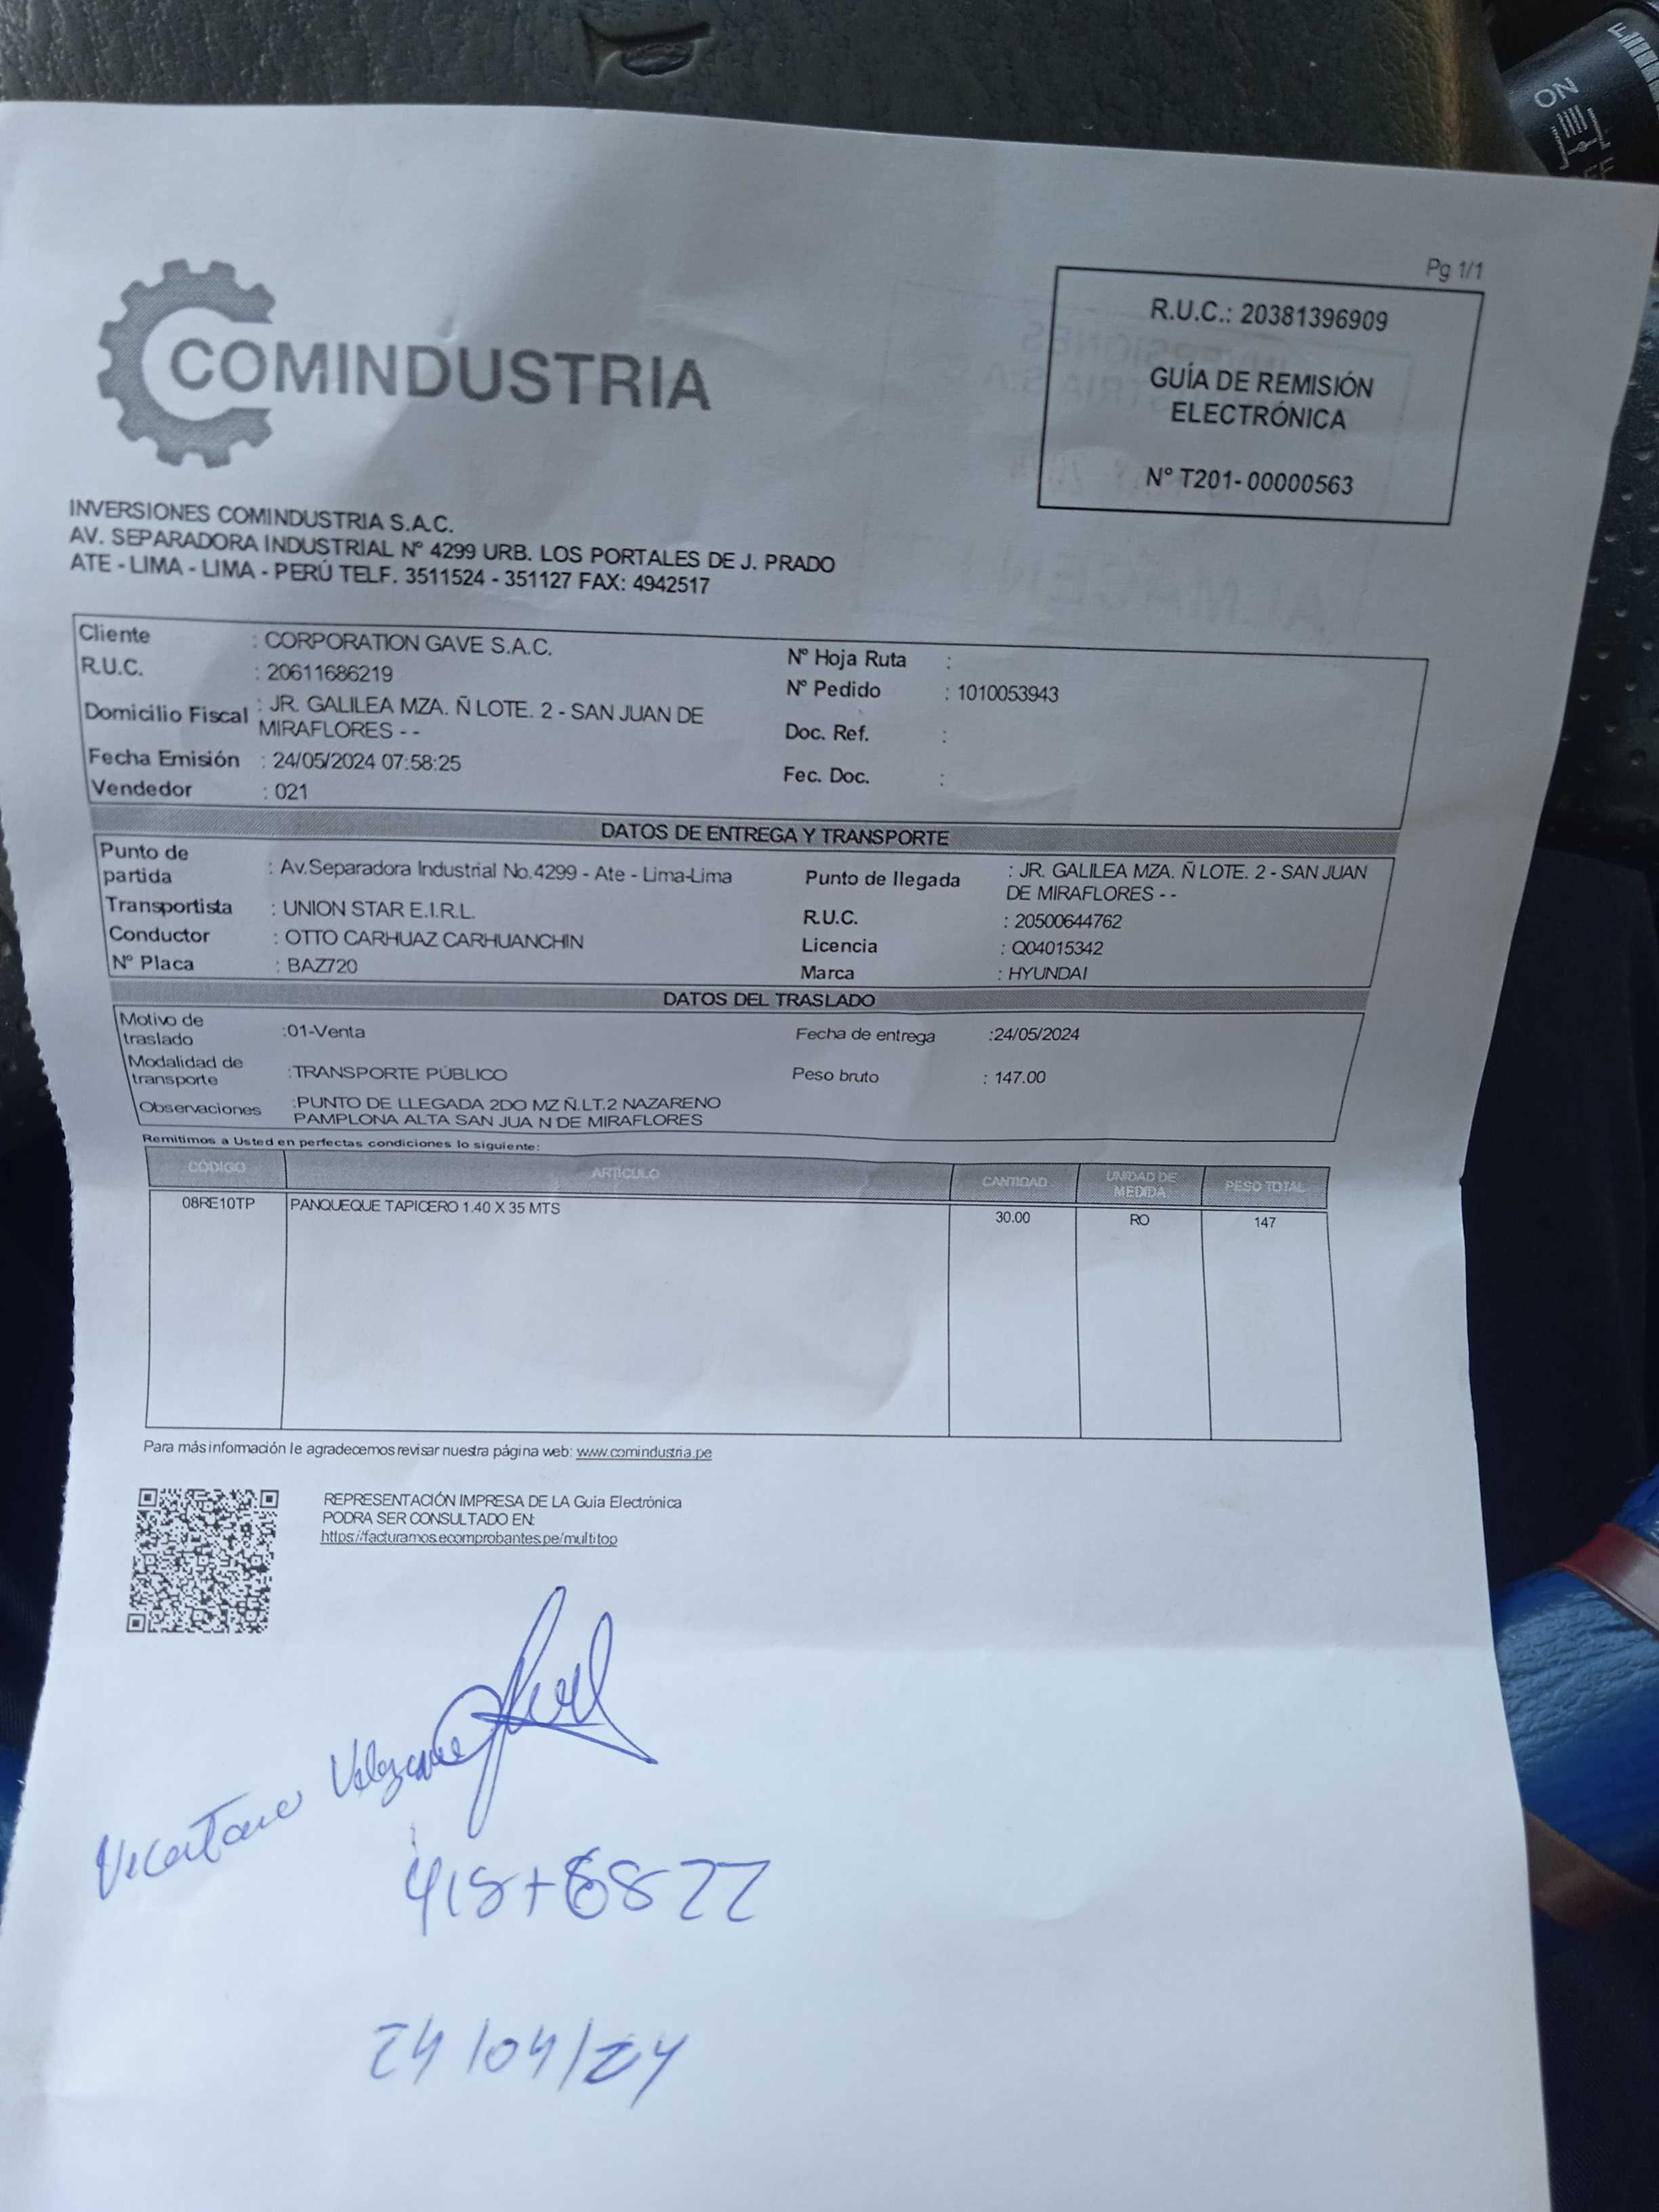 Pg 1/1
COMINDUSTRIA
R.U.C.: 20381396909
GUÍA DE REMISIÓN
ELECTRÓNICA
Nº T201- 00000563
INVERSIONES COMINDUSTRIA S.A.C.
AV. SEPARADORA INDUSTRIAL Nº 4299 URB. LOS PORTALES DE J. PRADO
ATE - LIMA - LIMA - PERÚ TELF. 3511524 - 351127 FAX: 4942517
Cliente : CORPORATION GAVE S.A.C.
R.U.C. : 20611686219
Domicilio Fiscal : JR. GALILEA MZA. Ñ LOTE. 2 - SAN JUAN DE
MIRAFLORES - -
Fecha Emisión : 24/05/2024 07:58:25
Vendedor : 021
Nº Hoja Ruta :
Nº Pedido : 1010053943
Doc. Ref. :
Fec. Doc. :
DATOS DE ENTREGA Y TRANSPORTE
Punto de
partida : Av.Separadora Industrial No.4299 - Ate - Lima-Lima
Transportista : UNION STAR E.I.R.L.
Conductor : OTTO CARHUAZ CARHUANCHIN
Nº Placa : BAZ720
Punto de llegada : JR. GALILEA MZA. Ñ LOTE. 2 - SAN JUAN
DE MIRAFLORES - -
R.U.C. : 20500644762
Licencia : Q04015342
Marca : HYUNDAI
DATOS DEL TRASLADO
Motivo de
traslado :01-Venta
Fecha de entrega :24/05/2024
Modalidad de
transporte :TRANSPORTE PÚBLICO
Peso bruto : 147.00
Observaciones :PUNTO DE LLEGADA 2DO MZ Ñ.LT.2 NAZARENO
PAMPLONA ALTA SAN JUA N DE MIRAFLORES
Remitimos a Usted en perfectas condiciones lo siguiente:
CÓDIGO ARTICULO CANTIDAD UNIDAD DE MEDIDA PESO TOTAL
08RE10TP PANQUEQUE TAPICERO 1.40 X 35 MTS 30.00 RO 147
Para más información le agradecemos revisar nuestra página web: www.comindustria.pe
REPRESENTACIÓN IMPRESA DE LA Guia Electrónica
PODRA SER CONSULTADO EN:
https://facturamos.ecomprobantes.pe/multitop
24/04/24
ON